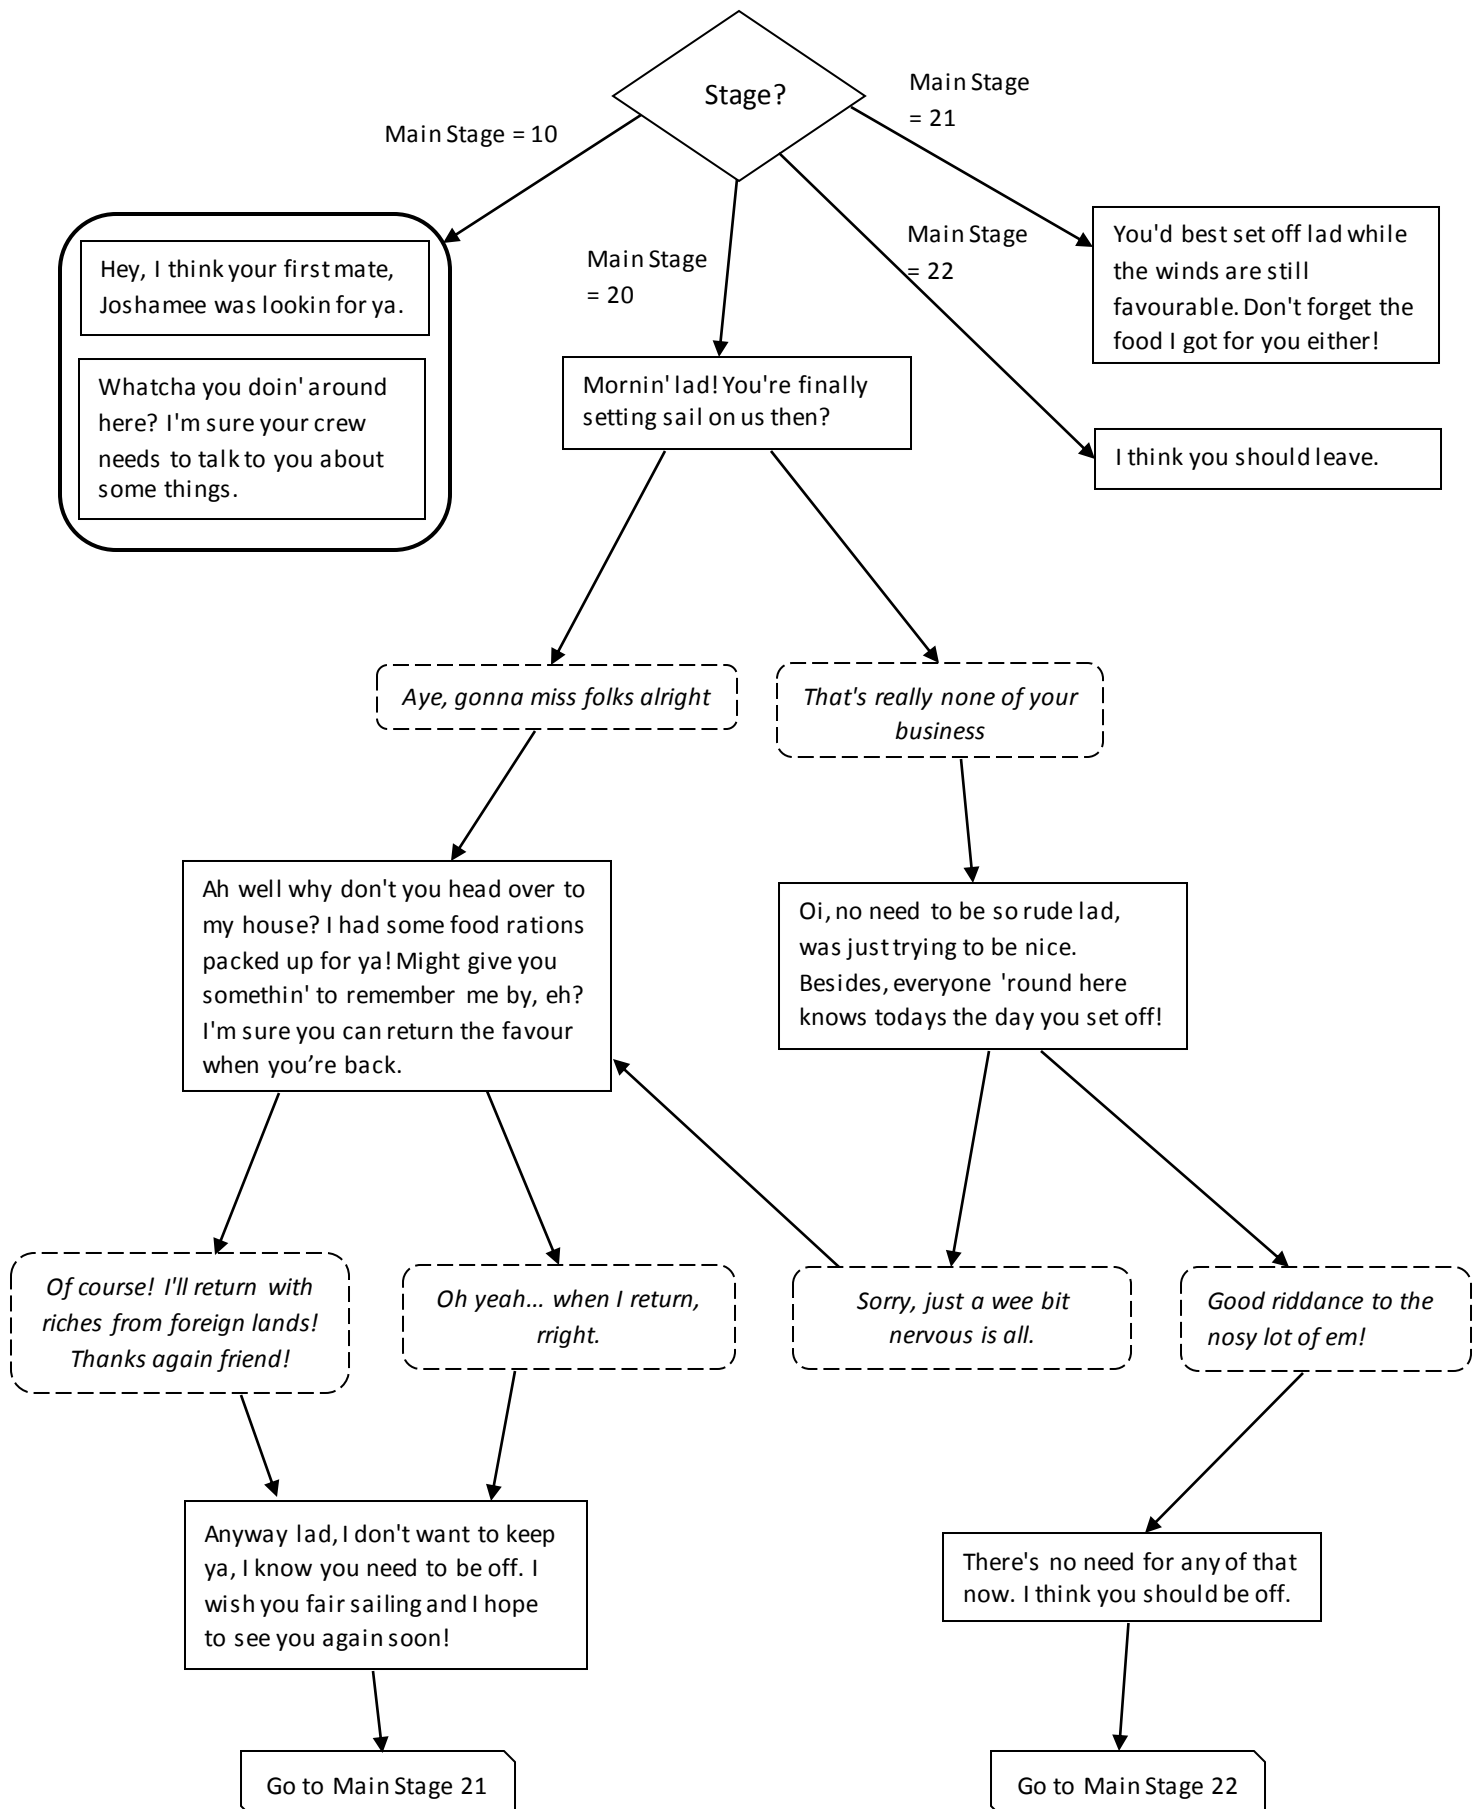 Stage?
Main Stage
= 21
Main Stage = 10
Main Stage
= 22
Main Stage
= 20
Hey, I think your first mate,
Joshamee was lookin for ya.
Whatcha you doin' around
here? I'm sure your crew
needs to talk to you about
some things.
You'd best set off lad while
the winds are still
favourable. Don't forget the
food I got for you either!
Mornin' lad! You're finally
setting sail on us then?
I think you should leave.
Aye, gonna miss folks alright
That's really none of your
business
Ah well why don't you head over to
my house? I had some food rations
packed up for ya! Might give you
somethin' to remember me by, eh?
I'm sure you can return the favour
when you’re back.
Oi, no need to be so rude lad,
was just trying to be nice.
Besides, everyone 'round here
knows todays the day you set off!
Of course! I'll return with
riches from foreign lands!
Thanks again friend!
Oh yeah... when I return,
rright.
Sorry, just a wee bit
nervous is all.
Good riddance to the
nosy lot of em!
Anyway lad, I don't want to keep
ya, I know you need to be off. I
wish you fair sailing and I hope
to see you again soon!
There's no need for any of that
now. I think you should be off.
Go to Main Stage 21
Go to Main Stage 22